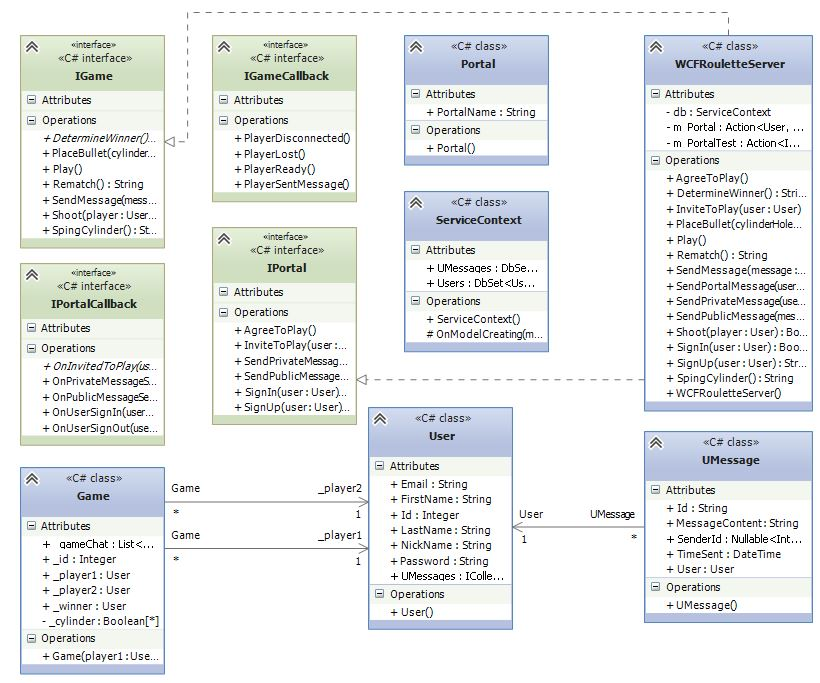 «interface»
«C# interface»
IGame
Attributes
Operations
+ DetermineWinner()...
+ PlaceBullet(cylinder...
+ Play()
+ Rematch() : String
+ SendMessage(mess...
+ Shoot(player : User...
+ SpingCylinder() : St...
«interface»
«C# interface»
IGameCallback
Attributes
Operations
+ PlayerDisconnected()
+ PlayerLost()
+ PlayerReady()
+ PlayerSentMessage()
«C# class»
Portal
Attributes
+ PortalName : String
Operations
+ Portal()
«C# class»
WCFRouletteServer
Attributes
- db : ServiceContext
- m_Portal : Action<User, ...
- m_PortalTest : Action<I...
Operations
+ AgreeToPlay()
+ DetermineWinner() : Stri...
+ InviteToPlay(user : User)
+ PlaceBullet(cylinderHole...
+ Play()
+ Rematch() : String
+ SendMessage(message :...
+ SendPortalMessage(user...
+ SendPrivateMessage(use...
+ SendPublicMessage(mes...
+ Shoot(player : User) : Bo...
+ SignIn(user : User) : Boo...
+ SignUp(user : User) : Str...
+ SpingCylinder() : String
+ WCFRouletteServer()
«C# class»
ServiceContext
Attributes
+ UMessages : DbSe...
+ Users : DbSet<Us...
Operations
+ ServiceContext()
# OnModelCreating(m...
«interface»
«C# interface»
IPortalCallback
Attributes
Operations
+ OnInvitedToPlay(us...
+ OnPrivateMessageS...
+ OnPublicMessageSe...
+ OnUserSignIn(user...
+ OnUserSignOut(use...
«interface»
«C# interface»
IPortal
Attributes
Operations
+ AgreeToPlay()
+ InviteToPlay(user :...
+ SendPrivateMessag...
+ SendPublicMessage...
+ SignIn(user : User)...
+ SignUp(user : User)...
«C# class»
Game
Attributes
+ _gameChat : List<...
+ _id : Integer
+ _player1 : User
+ _player2 : User
+ _winner : User
- _cylinder : Boolean[*]
Operations
+ Game(player1 : Use...
Game
_player2
*
1
Game
_player1
*
1
«C# class»
User
Attributes
+ Email : String
+ FirstName : String
+ Id : Integer
+ LastName : String
+ NickName : String
+ Password : String
+ UMessages : IColle...
Operations
+ User()
User
UMessage
1
*
«C# class»
UMessage
Attributes
+ Id : String
+ MessageContent : String
+ SenderId : Nullable<Int...
+ TimeSent : DateTime
+ User : User
Operations
+ UMessage()